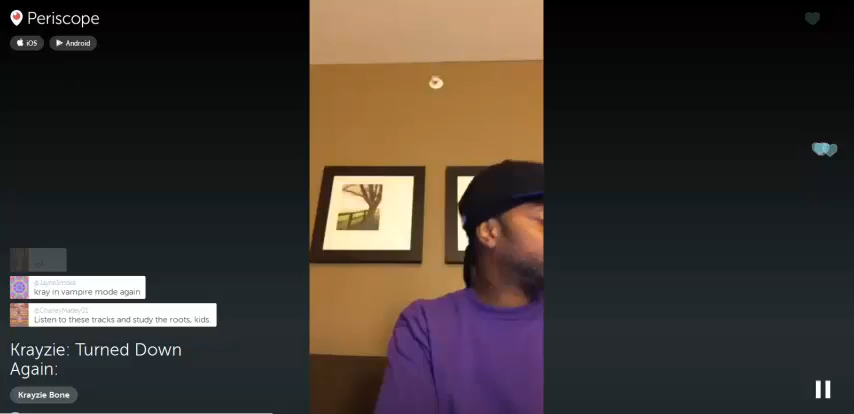 Periscope
iOS
Android
kray in vampire mode again
Listen to these tracks and study the roots, kids.
Krayzie: Turned Down
Again:
Krayzie Bone